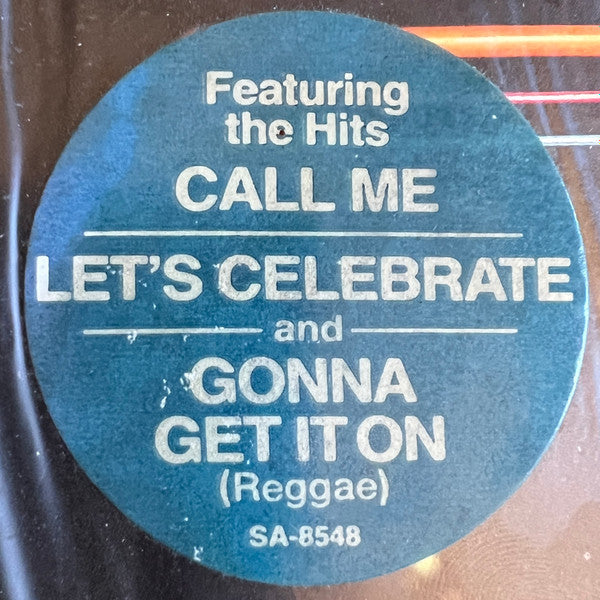 Featuring
the Hits
CALL ME
LET'S CELEBRATE
and
GONNA
GET IT ON
(Reggae)
SA-8548